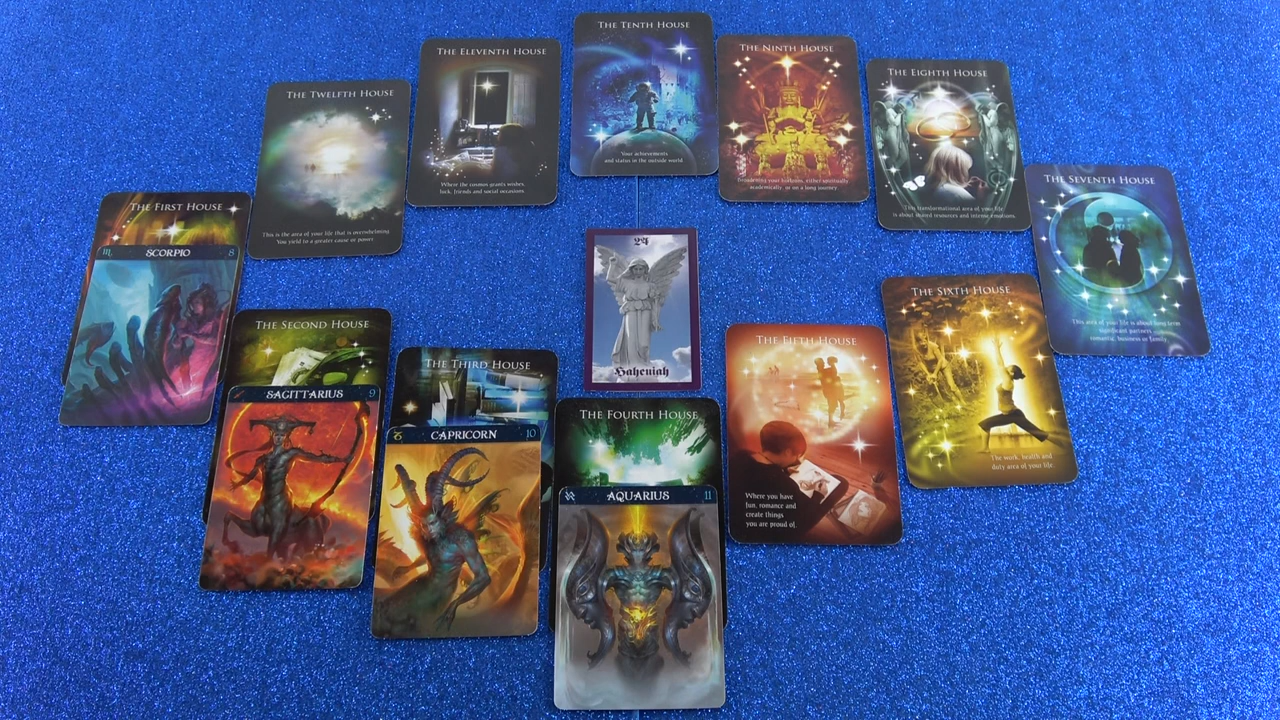 THE TENTH HOUSE
Your achievements
and status in the outside world.
THE ELEVENTH HOUSE
Where the cosmos grants wishes,
luck, friends and social occasions.
THE NINTH HOUSE
Broadening your horizons, either spiritually
academically, or on a long journey.
THE TWELFTH HOUSE
This is the area of your life that is overwhelming.
You yield to a greater cause or power.
THE EIGHTH HOUSE
This transformational area of your life
is about shared resources and intense emotions.
THE SEVENTH HOUSE
This area of your life is about long term
significant partners
romantic, business or family.
THE FIRST HOUSE
♏ SCORPIO 8
24
Haheuiah
THE SIXTH HOUSE
The work, health and
duty area of your life.
THE SECOND HOUSE
♐ SAGITTARIUS 9
THE THIRD HOUSE
♑ CAPRICORN 10
THE FOURTH HOUSE
♒ AQUARIUS 11
THE FIFTH HOUSE
Where you have
fun, romance and
create things
you are proud of.